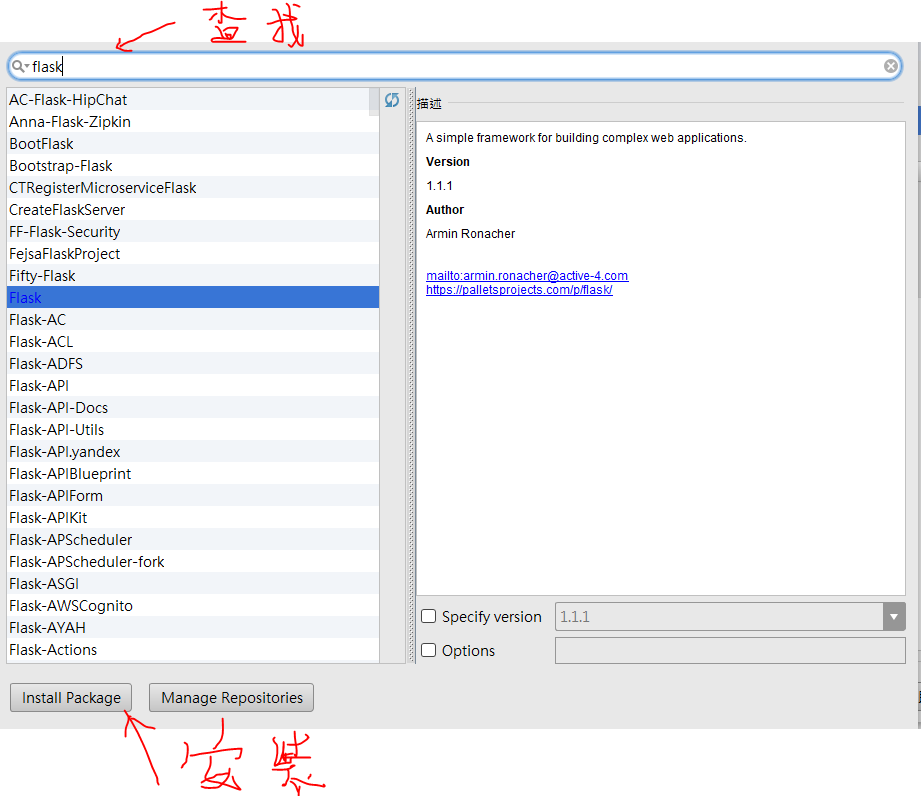 查找
flask
AC-Flask-HipChat
Anna-Flask-Zipkin
BootFlask
Bootstrap-Flask
CTRegisterMicroserviceFlask
CreateFlaskServer
FF-Flask-Security
FejsaFlaskProject
Fifty-Flask
Flask
Flask-AC
Flask-ACL
Flask-ADFS
Flask-API
Flask-API-Docs
Flask-API-Utils
Flask-API.yandex
Flask-APIBlueprint
Flask-APIForm
Flask-APIKit
Flask-APScheduler
Flask-APScheduler-fork
Flask-ASGI
Flask-AWSCognito
Flask-AYAH
Flask-Actions
描述
A simple framework for building complex web applications.
Version
1.1.1
Author
Armin Ronacher
mailto:armin.ronacher@active-4.com
https://palletsprojects.com/p/flask/
Specify version 1.1.1
Options
Install Package Manage Repositories
安裝